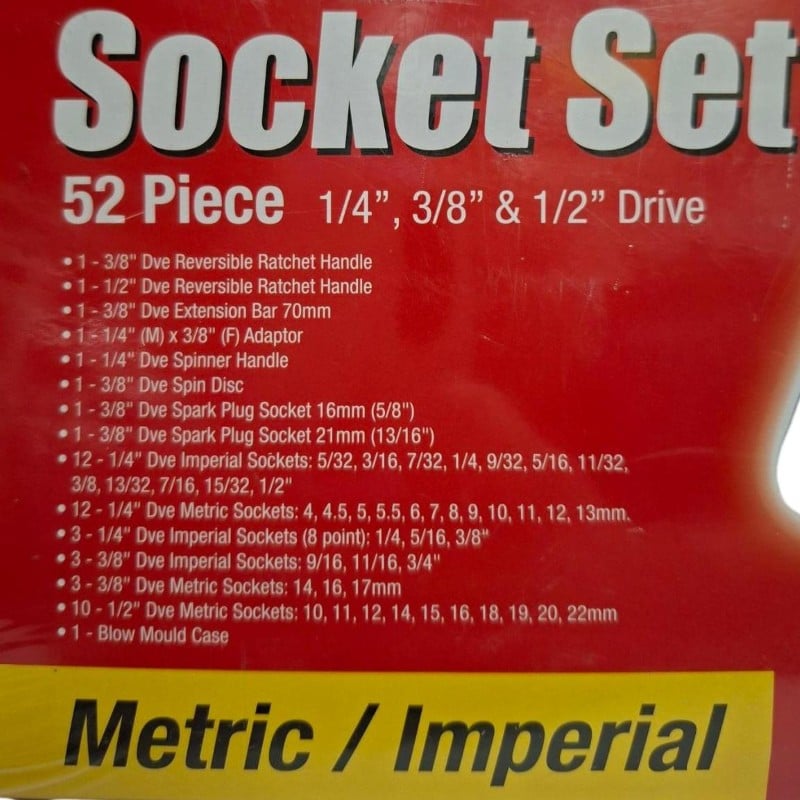 Socket Set
52 Piece 1/4", 3/8" & 1/2" Drive
• 1 - 3/8" Dve Reversible Ratchet Handle
• 1 - 1/2" Dve Reversible Ratchet Handle
• 1 - 3/8" Dve Extension Bar 70mm
• 1 - 1/4" (M) x 3/8" (F) Adaptor
• 1 - 1/4" Dve Spinner Handle
• 1 - 3/8" Dve Spin Disc
• 1 - 3/8" Dve Spark Plug Socket 16mm (5/8")
• 1 - 3/8" Dve Spark Plug Socket 21mm (13/16")
• 12 - 1/4" Dve Imperial Sockets: 5/32, 3/16, 7/32, 1/4, 9/32, 5/16, 11/32,
3/8, 13/32, 7/16, 15/32, 1/2"
• 12 - 1/4" Dve Metric Sockets: 4, 4.5, 5, 5.5, 6, 7, 8, 9, 10, 11, 12, 13mm.
• 3 - 1/4" Dve Imperial Sockets (8 point): 1/4, 5/16, 3/8"
• 3 - 3/8" Dve Imperial Sockets: 9/16, 11/16, 3/4"
• 3 - 3/8" Dve Metric Sockets: 14, 16, 17mm
• 10 - 1/2" Dve Metric Sockets: 10, 11, 12, 14, 15, 16, 18, 19, 20, 22mm
• 1 - Blow Mould Case
Metric / Imperial